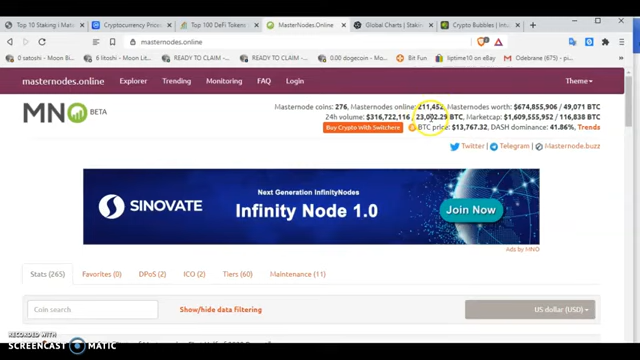 Top 10 Staking
Cryptocurrency Price
Top 100 DeFi Tokens
MasterNodes.Online
Global Charts | Stakin
Crypto Bubbles | Inte
masternodes.online
0 satoshi - Moon Bi
6 litoshi - Moon Lite
READY TO CLAIM -
READY TO CLAIM -
0.00 dogecoin - Mo
Bit Fun
liptime10 on eBay
Odebrane (6,355) -
masternodes.online
Explorer
Trending
Monitoring
FAQ
Login
Theme
MNO BETA
Masternode coins: 276, Masternodes online: 211,452, Masternodes worth: $674,855,906 / 49,071 BTC
24h volume: $316,722,116 / 23,002.29 BTC, Marketcap: $1,609,555,952 / 116,838 BTC
Buy Crypto With Switchere
BTC price: $13,767.32, DASH dominance: 41.86%, Trends
Twitter | Telegram | Masternode.buzz
SINOVATE
Next Generation InfinityNodes
Infinity Node 1.0
Join Now
Ads by MNO
Stats (265)
Favorites (0)
DPoS (2)
ICO (2)
Tiers (60)
Maintenance (11)
Coin search
Show/hide data filtering
US dollar (USD)
RECORDED WITH
SCREENCAST MATIC